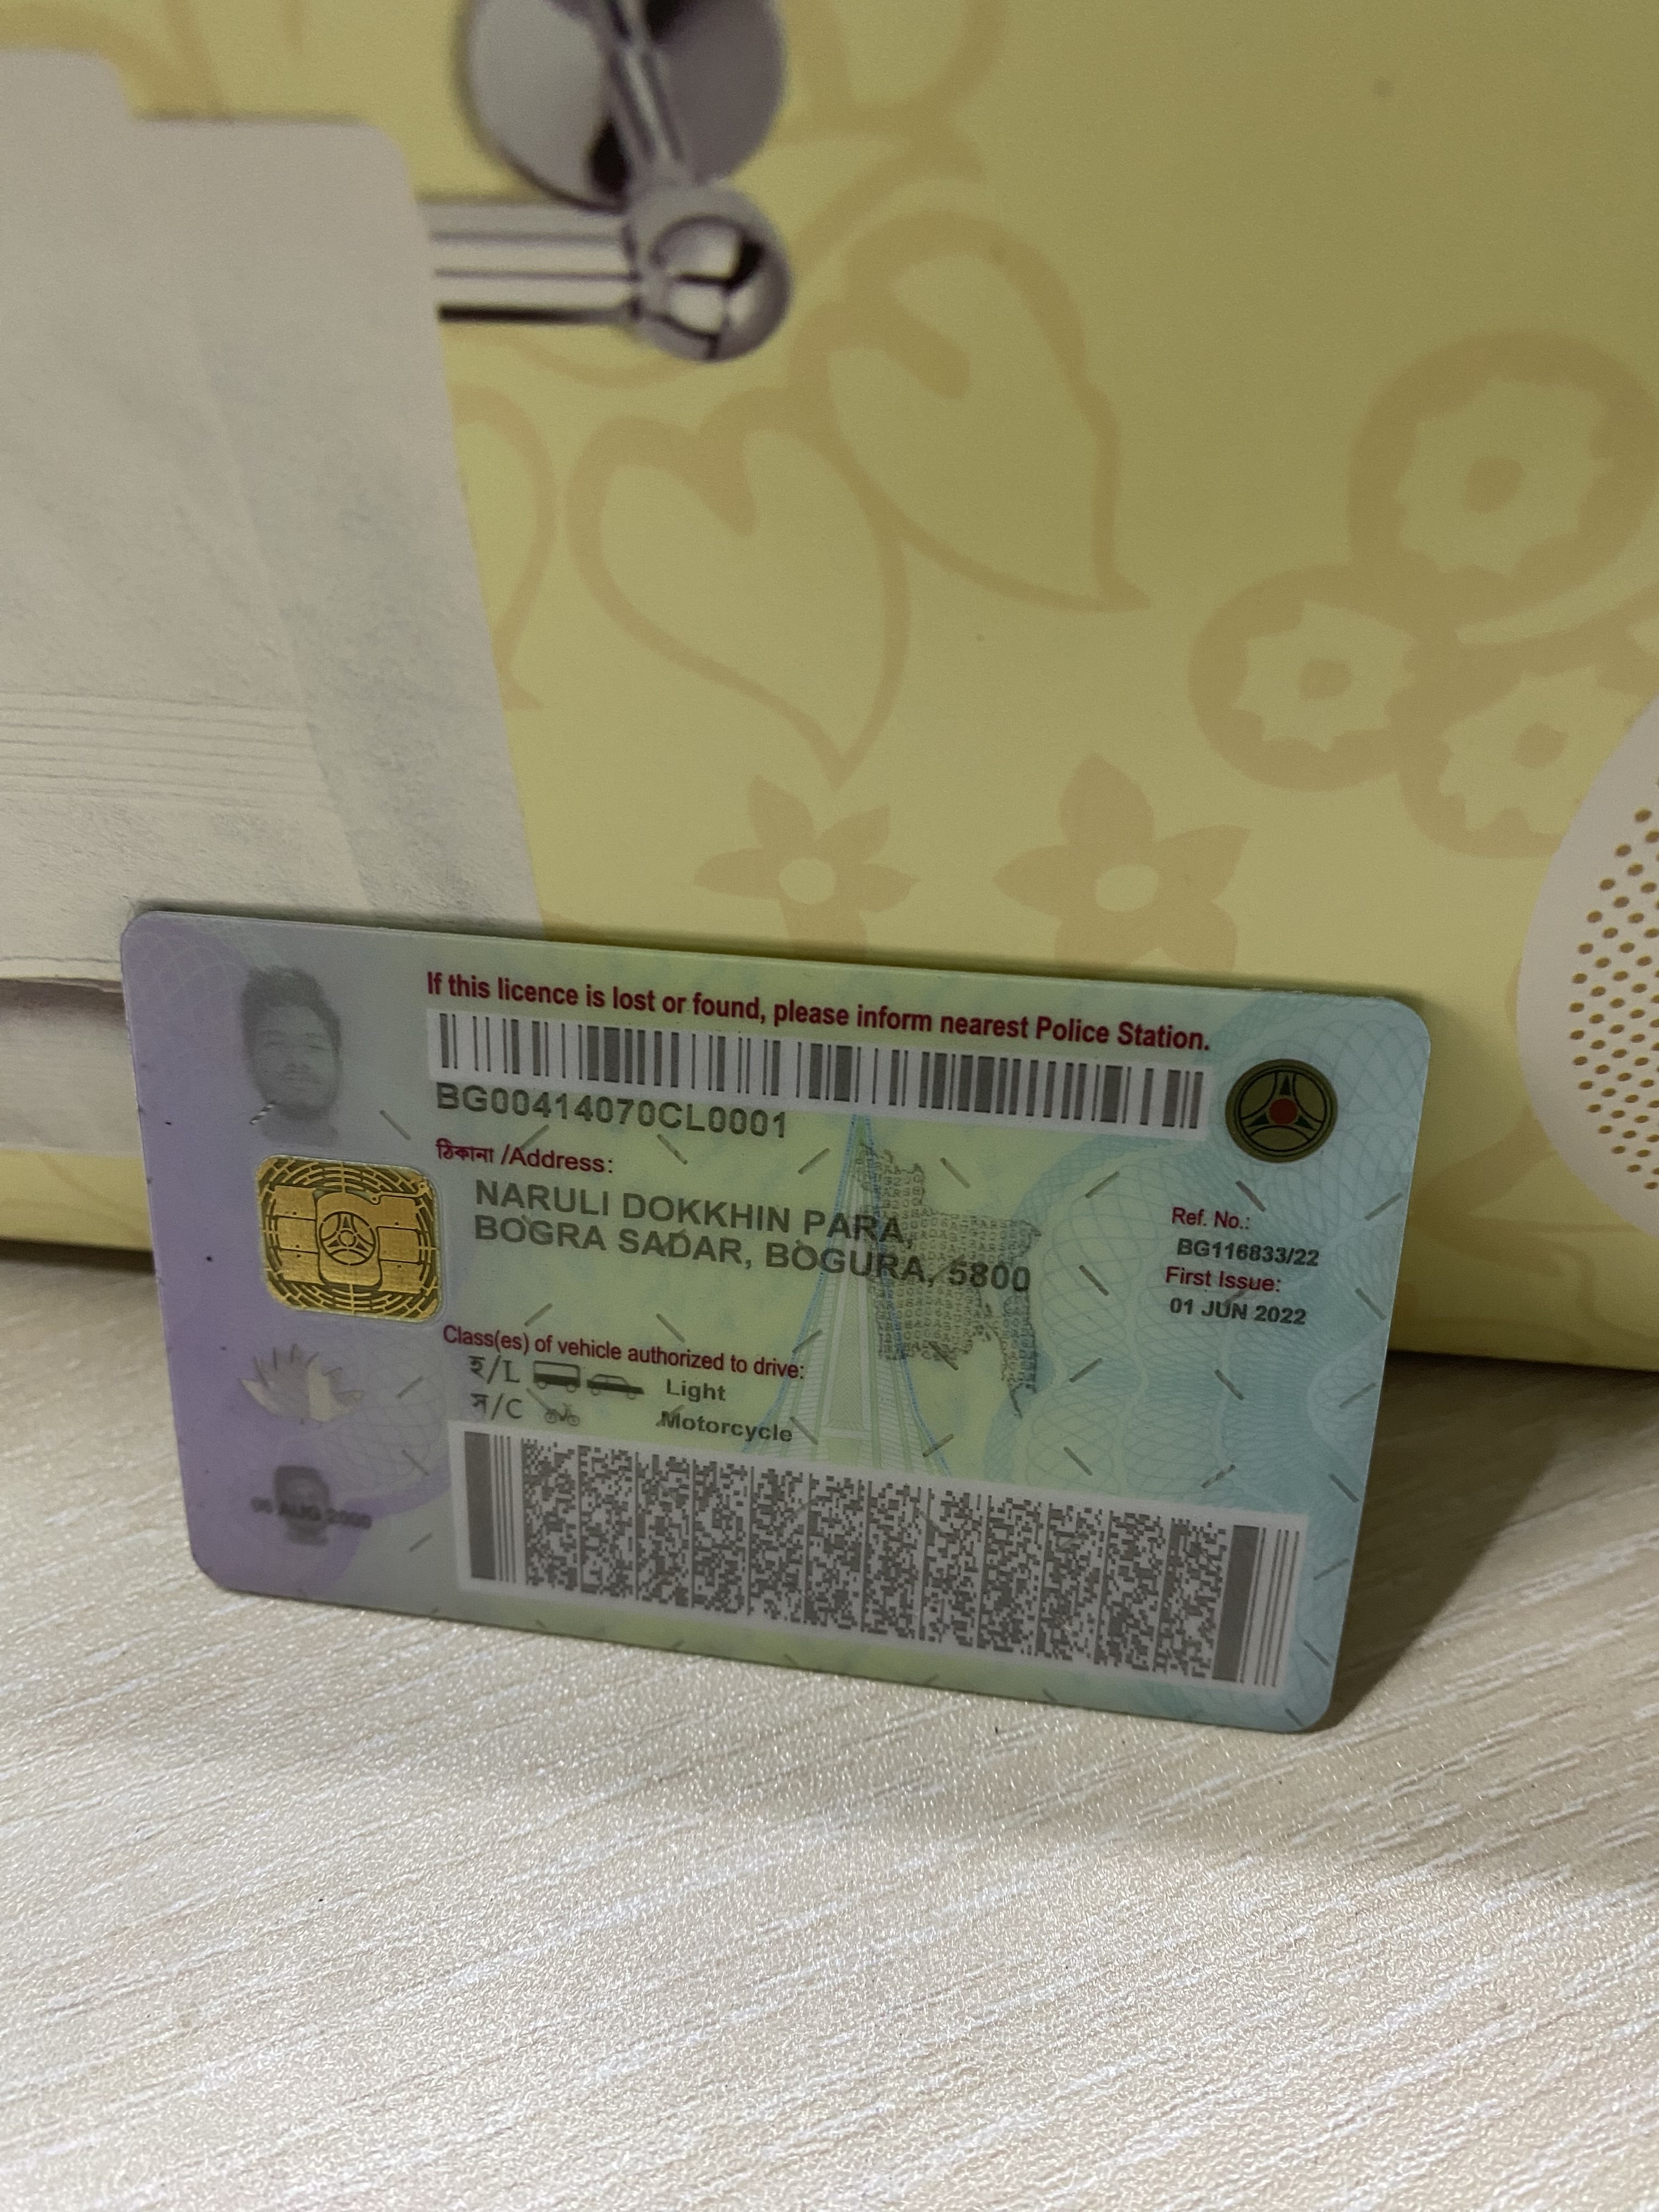 If this licence is lost or found, please inform nearest Police Station.
BG00414070CL0001
ঠিকানা /Address:
NARULI DOKKHIN PARA,
BOGRA SADAR, BOGURA, 5800
Ref. No.:
BG116833/22
First Issue:
01 JUN 2022
Class(es) of vehicle authorized to drive:
হ/L Light
স/C Motorcycle
AUG